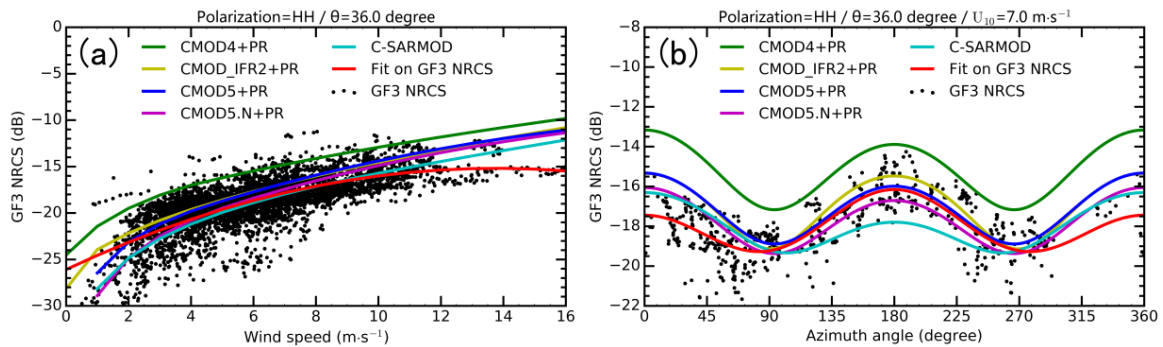 Polarization=HH / θ=36.0 degree
(a)
CMOD4+PR
CMOD_IFR2+PR
CMOD5+PR
CMOD5.N+PR
C-SARMOD
Fit on GF3 NRCS
GF3 NRCS
GF3 NRCS (dB)
0
−5
−10
−15
−20
−25
−30
0 2 4 6 8 10 12 14 16
Wind speed (m·s⁻¹)
Polarization=HH / θ=36.0 degree / U₁₀=7.0 m·s⁻¹
(b)
CMOD4+PR
CMOD_IFR2+PR
CMOD5+PR
CMOD5.N+PR
C-SARMOD
Fit on GF3 NRCS
GF3 NRCS
GF3 NRCS (dB)
−8
−10
−12
−14
−16
−18
−20
−22
0 45 90 135 180 225 270 315 360
Azimuth angle (degree)